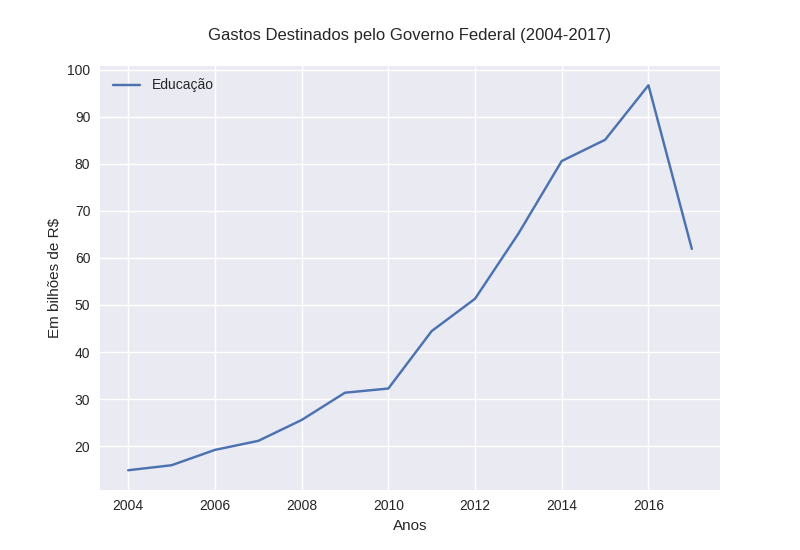 Gastos Destinados pelo Governo Federal (2004-2017)
Educação
100
90
80
70
60
50
40
30
20
Em bilhões de R$
2004 2006 2008 2010 2012 2014 2016
Anos